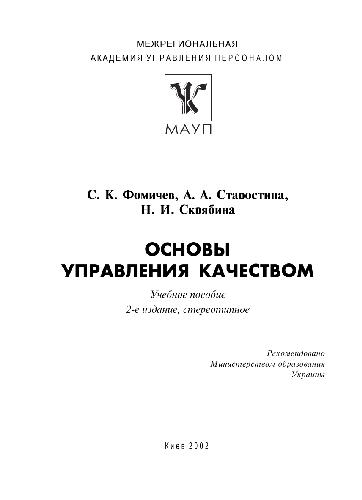 МЕЖРЕГИОНАЛЬНАЯ
АКАДЕМИЯ УПРАВЛЕНИЯ ПЕРСОНАЛОМ
МАУП
С. К. Фомичев, А. А. Старостина,
Н. И. Скрябина
ОСНОВЫ
УПРАВЛЕНИЯ КАЧЕСТВОМ
Учебное пособие
2-е издание, стереотипное
Рекомендовано
Министерством образования
Украины
Киев 2002